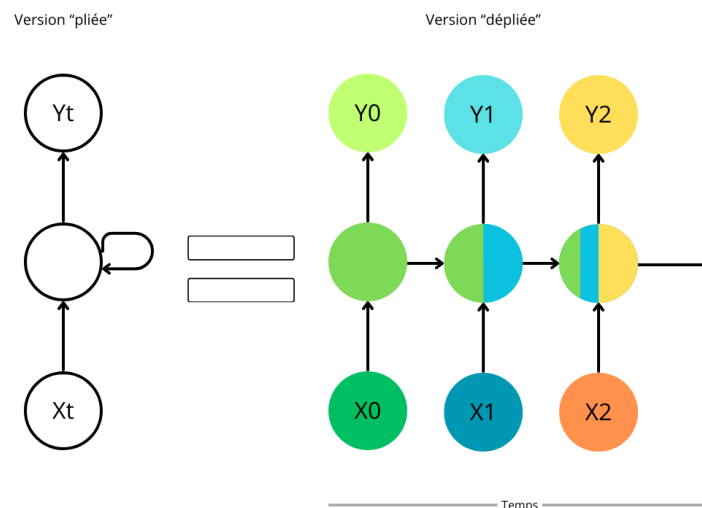 Version “pliée”
Version “dépliée”
Yt
Y0
Y1
Y2
Xt
X0
X1
X2
Temps